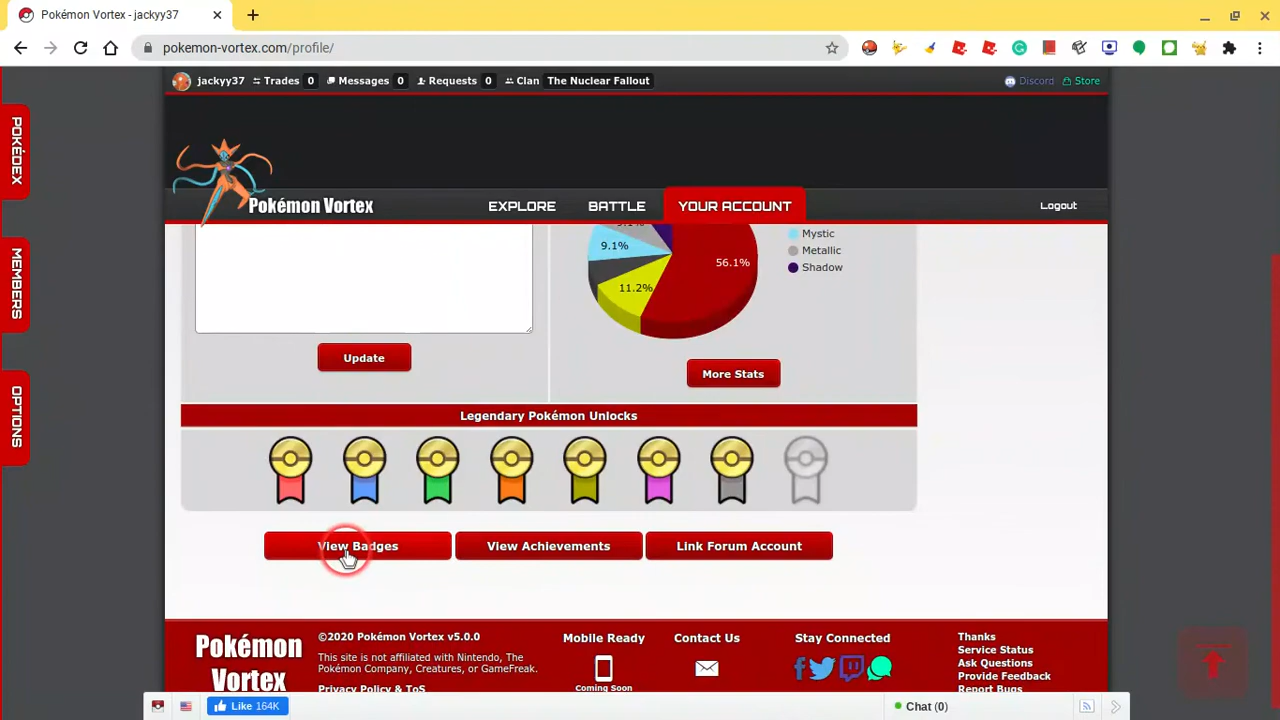 Pokémon Vortex - jackyy37
pokemon-vortex.com/profile/
jackyy37 Trades 0 Messages 0 Requests 0 Clan The Nuclear Fallout Discord Store
Pokémon Vortex EXPLORE BATTLE YOUR ACCOUNT Logout
POKÉDEX
MEMBERS
OPTIONS
9.1%
56.1%
11.2%
Mystic
Metallic
Shadow
Update
More Stats
Legendary Pokémon Unlocks
View Badges View Achievements Link Forum Account
Pokémon
Vortex
©2020 Pokémon Vortex v5.0.0
This site is not affiliated with Nintendo, The
Pokémon Company, Creatures, or GameFreak.
Privacy Policy & ToS
Mobile Ready
Coming Soon
Contact Us
Stay Connected
Thanks
Service Status
Ask Questions
Provide Feedback
Report Bugs
Like 164K
Chat (0)